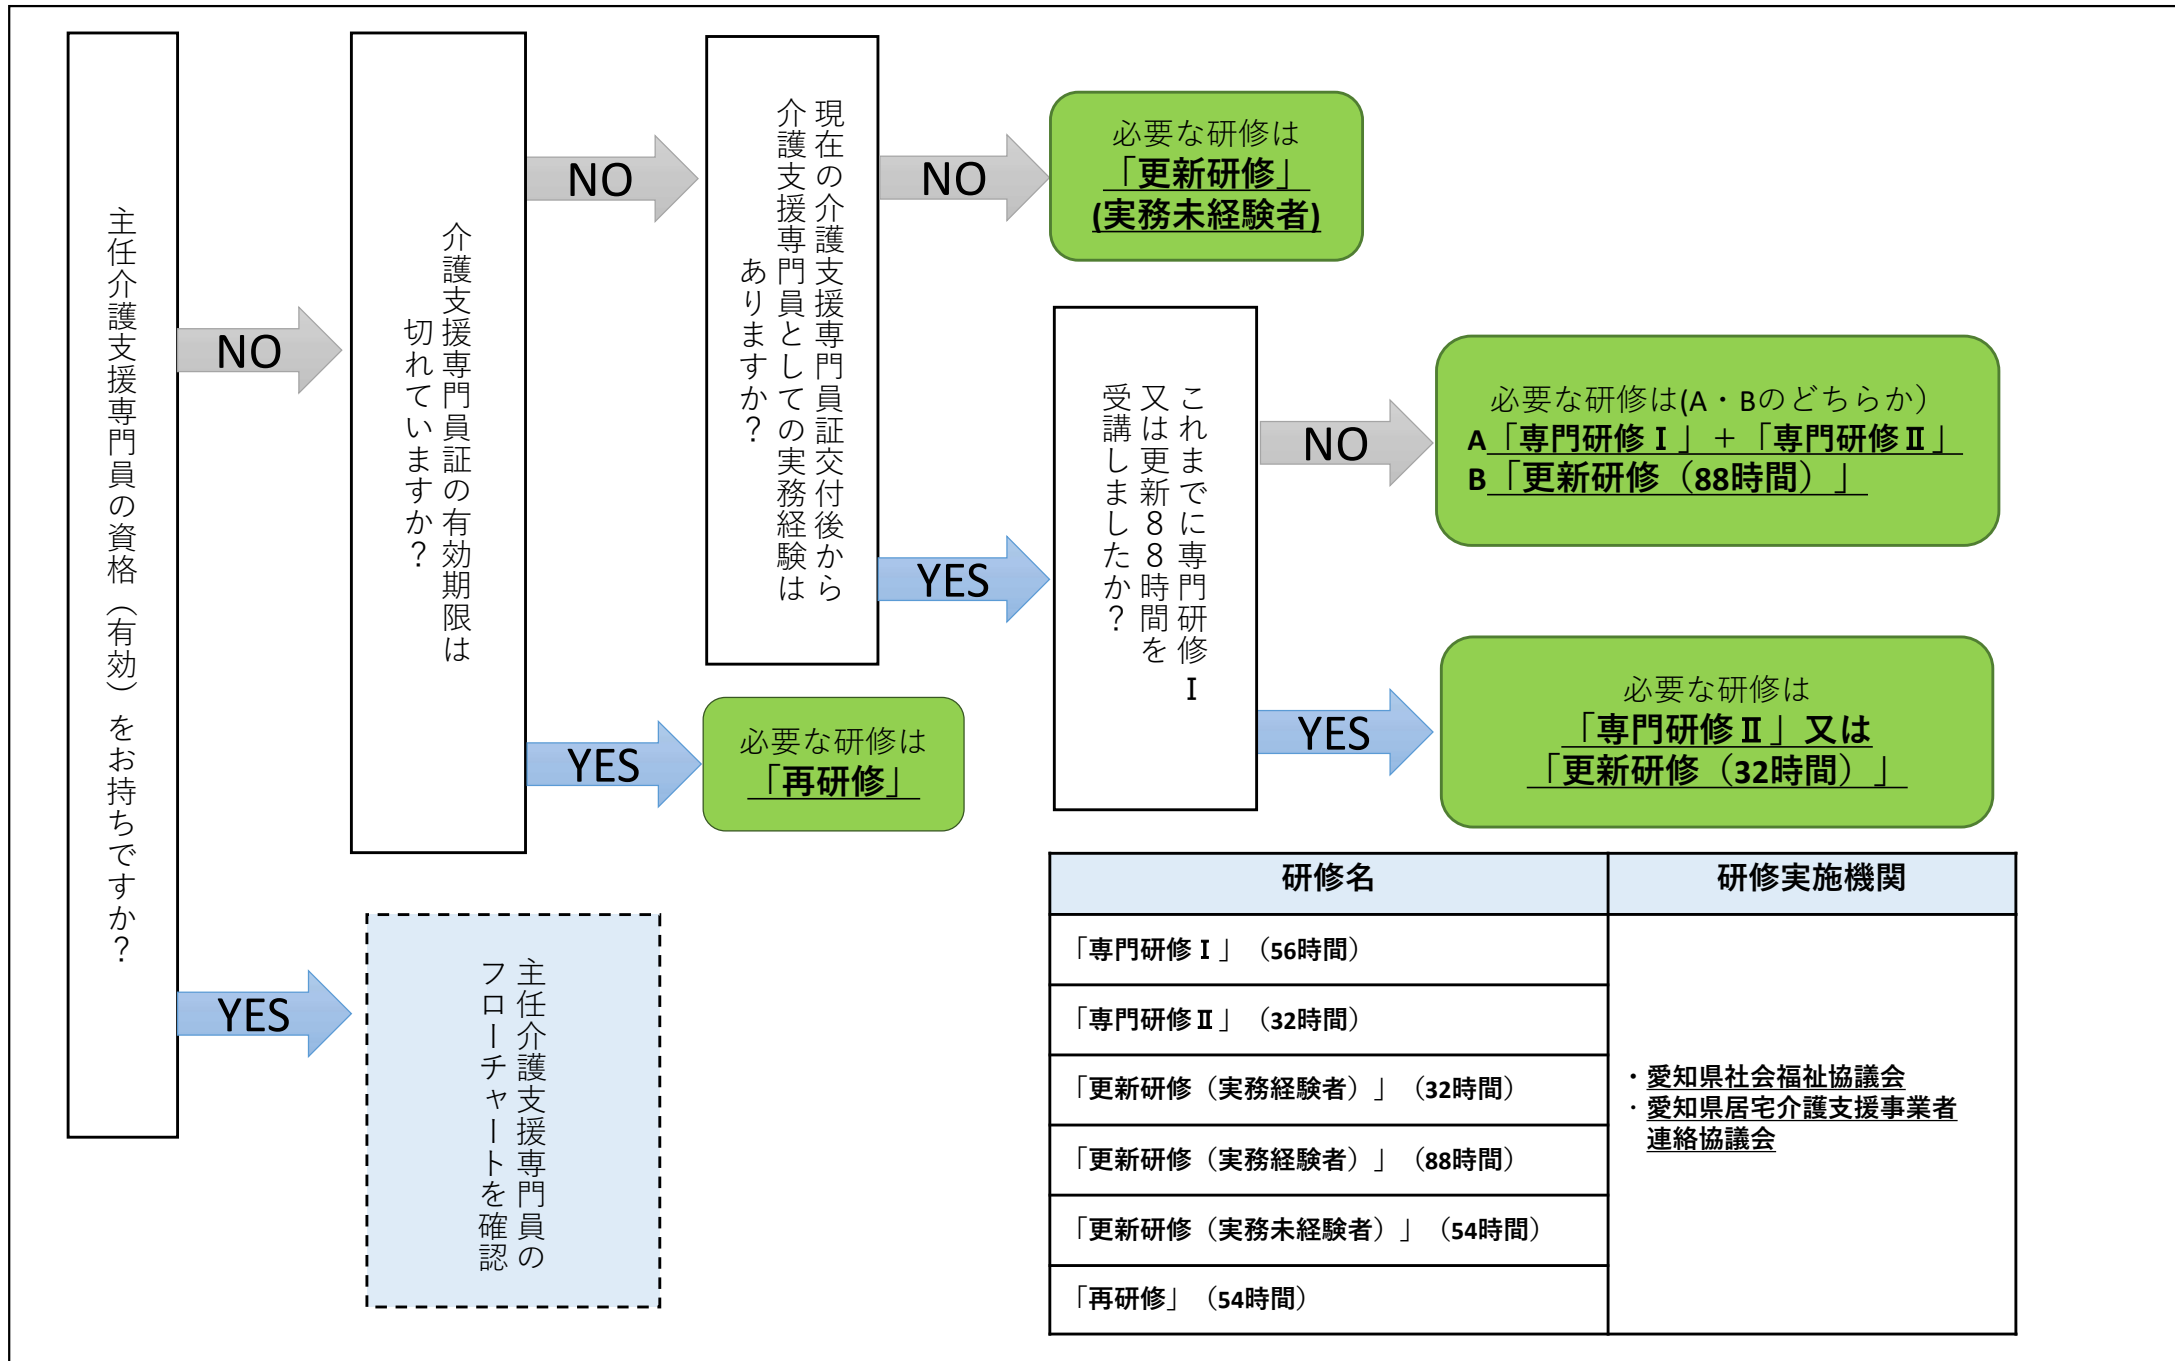 主任介護支援専門員の資格（有効）をお持ちですか？
NO
YES
介護支援専門員証の有効期限は
切れていますか？
NO
YES
主任介護支援専門員の
フローチャートを確認
現在の介護支援専門員証交付後から
介護支援専門員としての実務経験は
ありますか？
NO
YES
必要な研修は
「再研修」
必要な研修は
「更新研修」
(実務未経験者)
これまでに専門研修Ⅰ
又は更新８８時間を
受講しましたか？
NO
YES
必要な研修は(A・Bのどちらか）
A「専門研修Ⅰ」＋「専門研修Ⅱ」
B「更新研修（88時間）」
必要な研修は
「専門研修Ⅱ」又は
「更新研修（32時間）」
研修名 研修実施機関
「専門研修Ⅰ」（56時間）
「専門研修Ⅱ」（32時間）
「更新研修（実務経験者）」（32時間）
「更新研修（実務経験者）」（88時間）
「更新研修（実務未経験者）」（54時間）
「再研修」（54時間）
・愛知県社会福祉協議会
・愛知県居宅介護支援事業者
連絡協議会